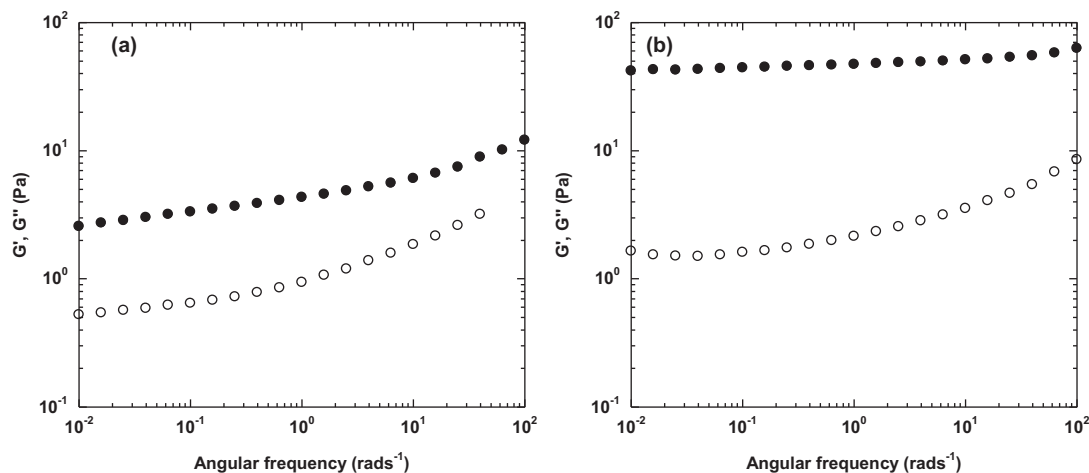 (a)
10²
10¹
10⁰
10⁻¹
G', G" (Pa)
10⁻² 10⁻¹ 10⁰ 10¹ 10²
Angular frequency (rads⁻¹)
(b)
10²
10¹
10⁰
10⁻¹
G', G" (Pa)
10⁻² 10⁻¹ 10⁰ 10¹ 10²
Angular frequency (rads⁻¹)